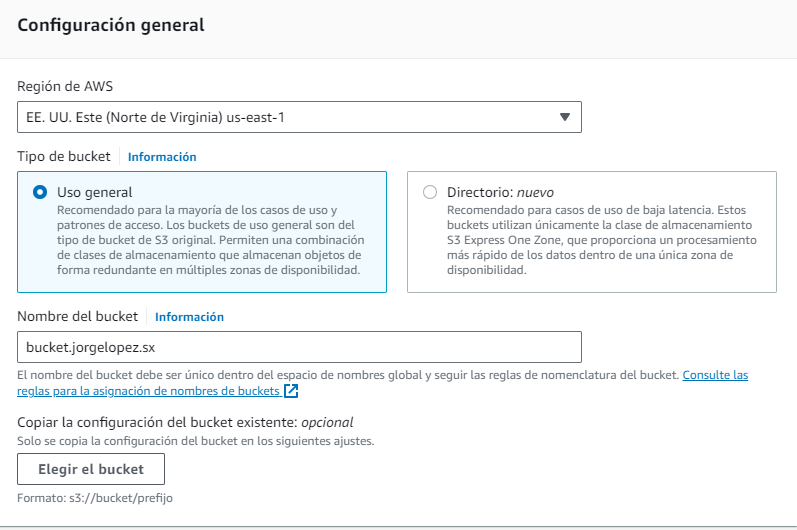 Configuración general
Región de AWS
EE. UU. Este (Norte de Virginia) us-east-1
Tipo de bucket
Información
Uso general
Recomendado para la mayoría de los casos de uso y
patrones de acceso. Los buckets de uso general son del
tipo de bucket de S3 original. Permiten una combinación
de clases de almacenamiento que almacenan objetos de
forma redundante en múltiples zonas de disponibilidad.
Directorio: nuevo
Recomendado para casos de uso de baja latencia. Estos
buckets utilizan únicamente la clase de almacenamiento
S3 Express One Zone, que proporciona un procesamiento
más rápido de los datos dentro de una única zona de
disponibilidad.
Nombre del bucket
Información
bucket.jorgelopez.sx
El nombre del bucket debe ser único dentro del espacio de nombres global y seguir las reglas de nomenclatura del bucket. Consulte las
reglas para la asignación de nombres de buckets
Copiar la configuración del bucket existente: opcional
Solo se copia la configuración del bucket en los siguientes ajustes.
Elegir el bucket
Formato: s3://bucket/prefijo